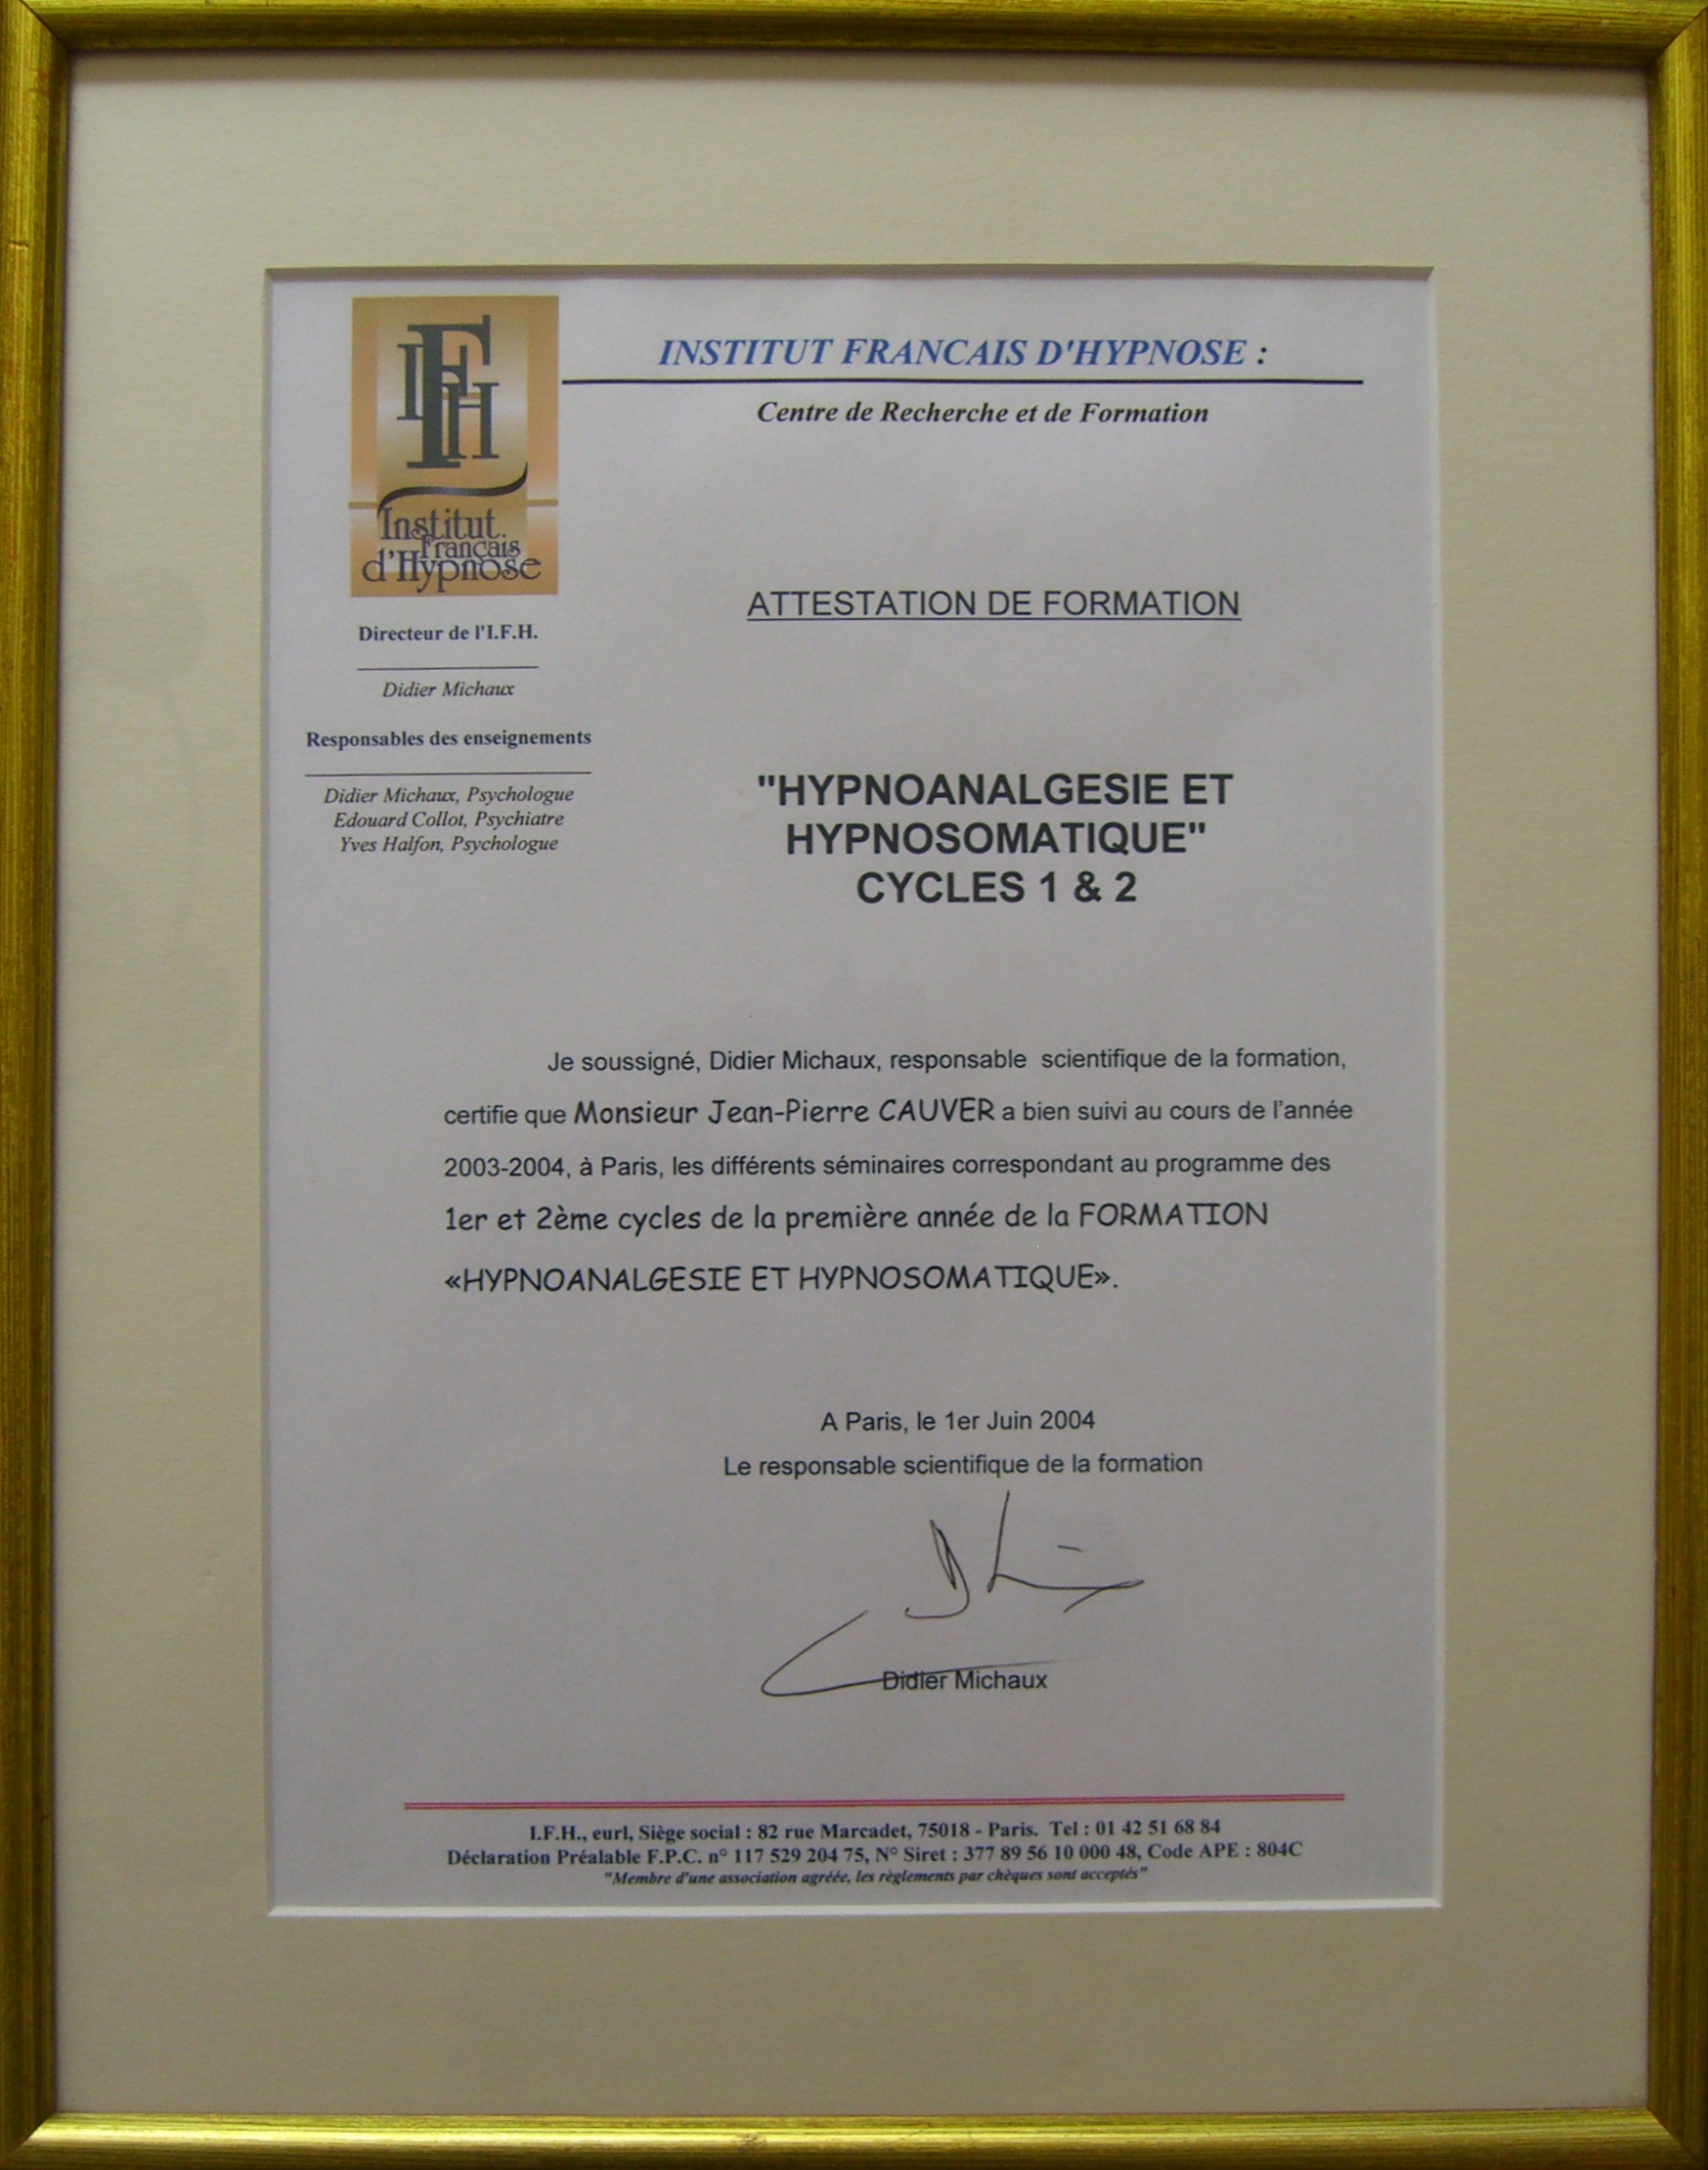 IFH
Institut
Français
d'Hypnose
INSTITUT FRANCAIS D'HYPNOSE :
Centre de Recherche et de Formation
Directeur de l'I.F.H.
Didier Michaux
Responsables des enseignements
Didier Michaux, Psychologue
Edouard Collot, Psychiatre
Yves Halfon, Psychologue
ATTESTATION DE FORMATION
"HYPNOANALGESIE ET
HYPNOSOMATIQUE"
CYCLES 1 & 2
Je soussigné, Didier Michaux, responsable scientifique de la formation,
certifie que Monsieur Jean-Pierre CAUVER a bien suivi au cours de l'année
2003-2004, à Paris, les différents séminaires correspondant au programme des
1er et 2ème cycles de la première année de la FORMATION
«HYPNOANALGESIE ET HYPNOSOMATIQUE».
A Paris, le 1er Juin 2004
Le responsable scientifique de la formation
Didier Michaux
I.F.H., eurl, Siège social : 82 rue Marcadet, 75018 - Paris. Tel : 01 42 51 68 84
Déclaration Préalable F.P.C. n° 117 529 204 75, N° Siret : 377 89 56 10 000 48, Code APE : 804C
"Membre d'une association agréée, les règlements par chèques sont acceptés"